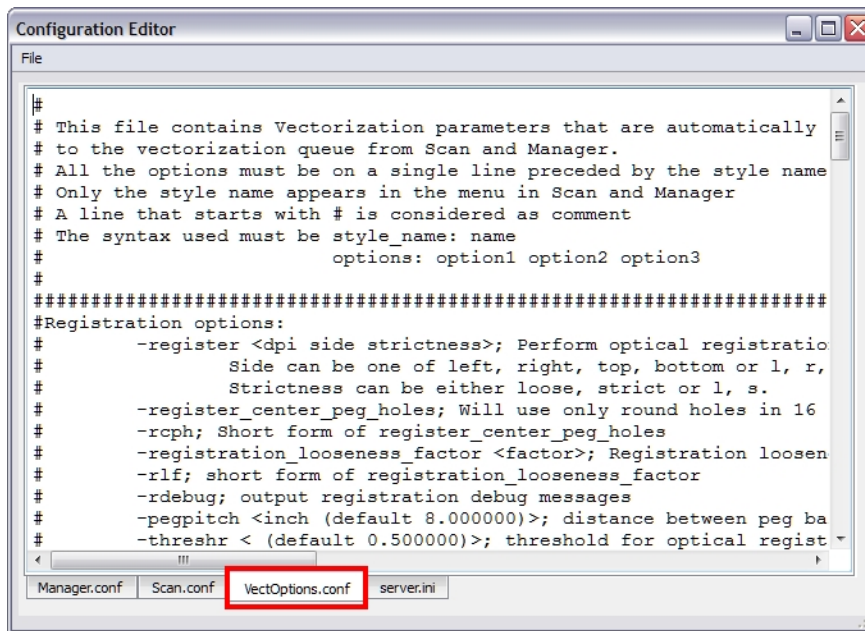 Configuration Editor
File
#
# This file contains Vectorization parameters that are automatically
# to the vectorization queue from Scan and Manager.
# All the options must be on a single line preceded by the style name
# Only the style name appears in the menu in Scan and Manager
# A line that starts with # is considered as comment
# The syntax used must be style_name: name
# options: option1 option2 option3
#
#####################################################################
#Registration options:
# -register <dpi side strictness>; Perform optical registratio
# Side can be one of left, right, top, bottom or l, r,
# Strictness can be either loose, strict or l, s.
# -register_center_peg_holes; Will use only round holes in 16
# -rcph; Short form of register_center_peg_holes
# -registration_looseness_factor <factor>; Registration loosen
# -rlf; short form of registration_looseness_factor
# -rdebug; output registration debug messages
# -pegpitch <inch (default 8.000000)>; distance between peg ba
# -threshr < (default 0.500000)>; threshold for optical regist
Manager.conf Scan.conf VectOptions.conf server.ini